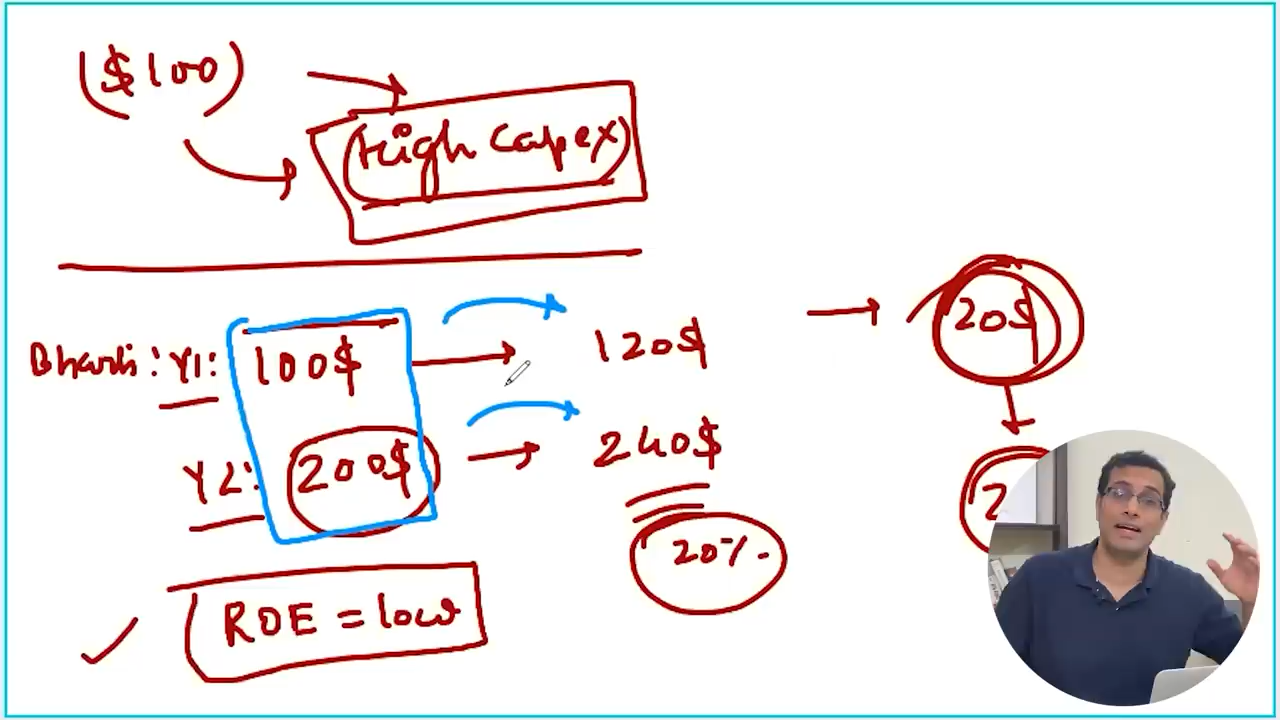 ($100)
High Capex
Bharti : Y1: 100$ 120$ 20$
Y2: 200$ 240$
20%.
ROE = low